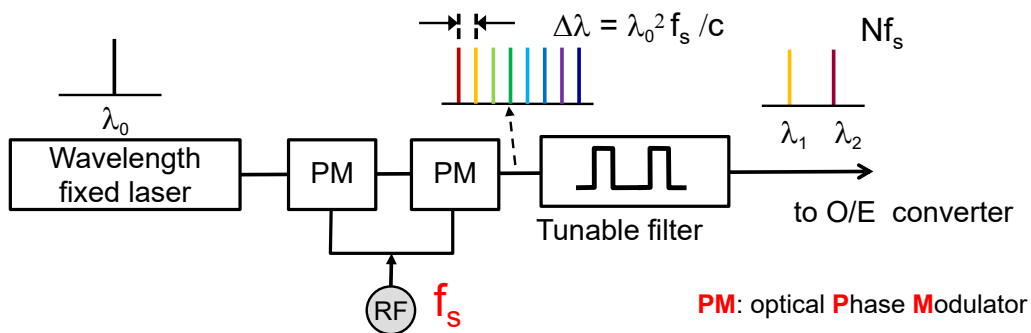 Δλ = λ₀² fₛ /c
Nfₛ
λ₀
λ₁ λ₂
Wavelength
fixed laser
PM
PM
Tunable filter
to O/E converter
RF
fₛ
PM: optical Phase Modulator